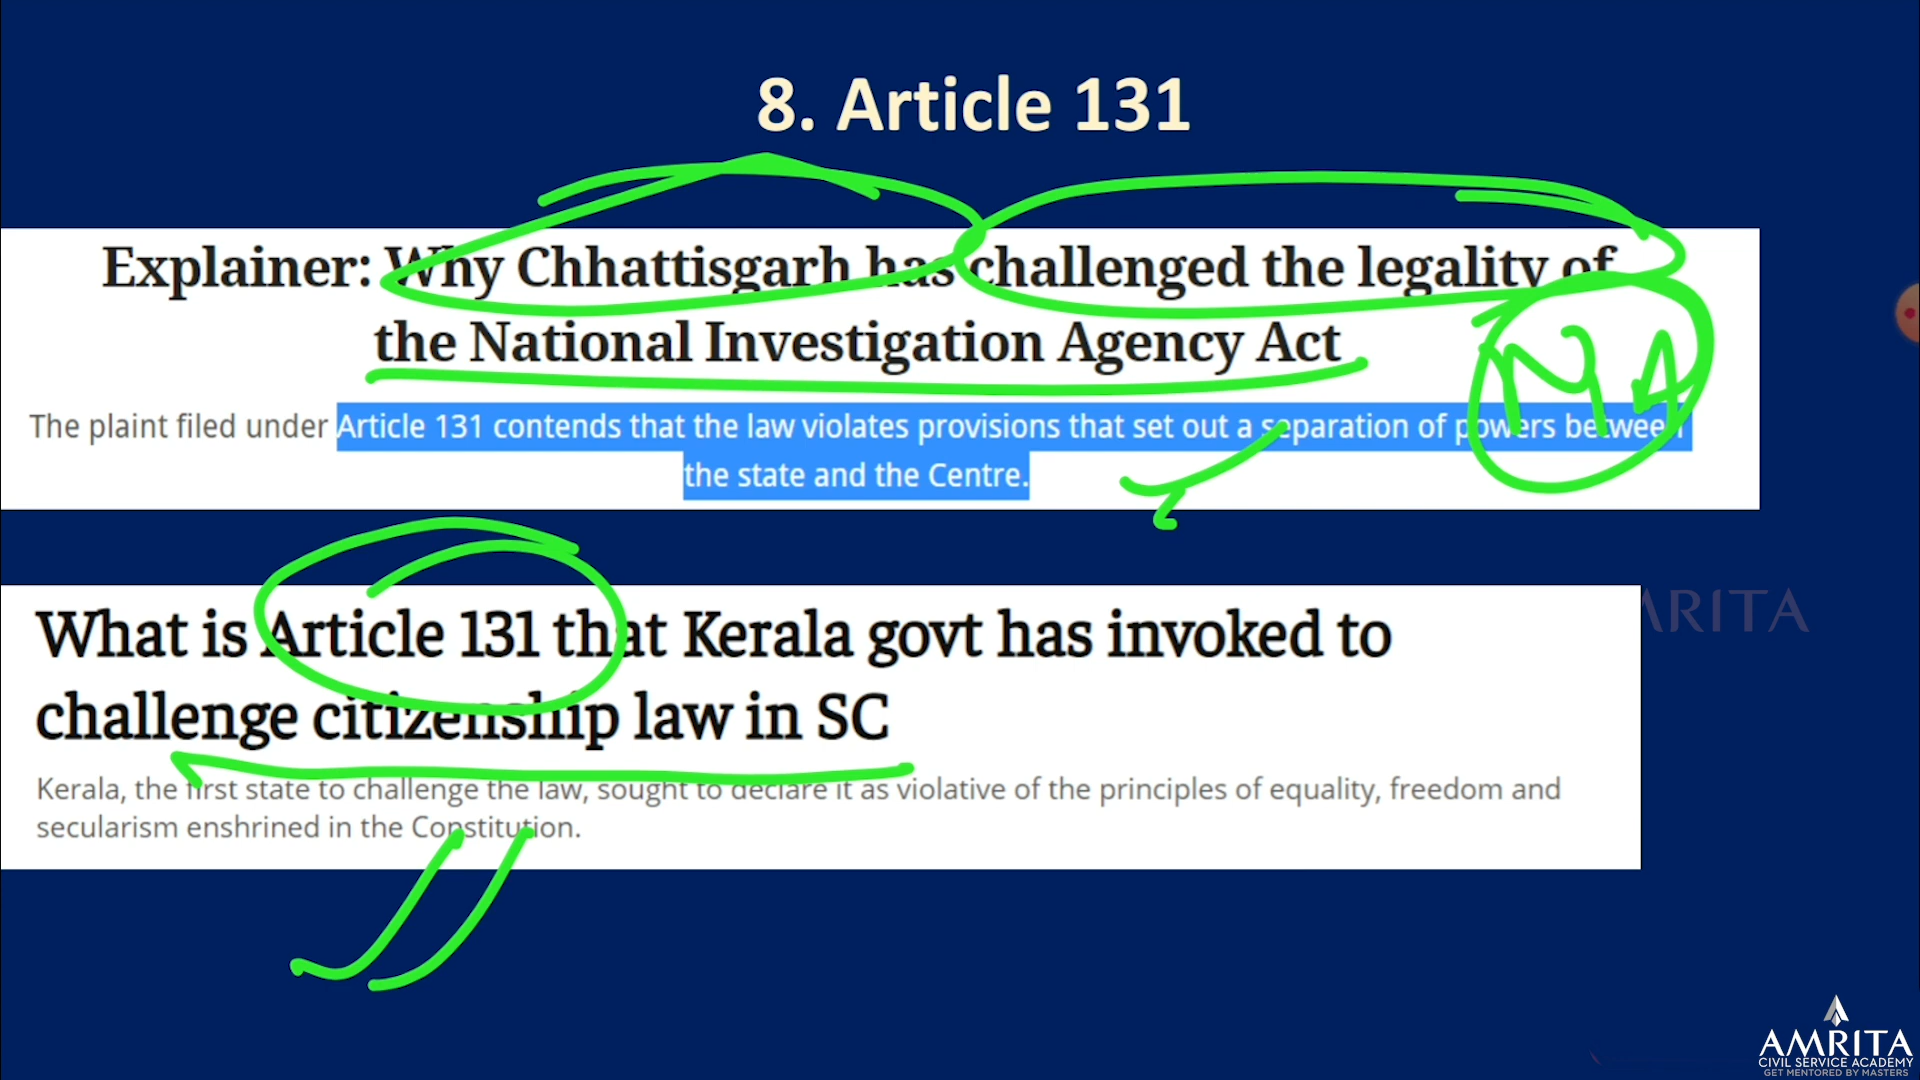 8. Article 131
Explainer: Why Chhattisgarh has challenged the legality of
the National Investigation Agency Act
The plaint filed under Article 131 contends that the law violates provisions that set out a separation of powers between
the state and the Centre.
What is Article 131 that Kerala govt has invoked to
challenge citizenship law in SC
Kerala, the first state to challenge the law, sought to declare it as violative of the principles of equality, freedom and
secularism enshrined in the Constitution.
AMRITA
CIVIL SERVICE ACADEMY
GET MENTORED BY MASTERS